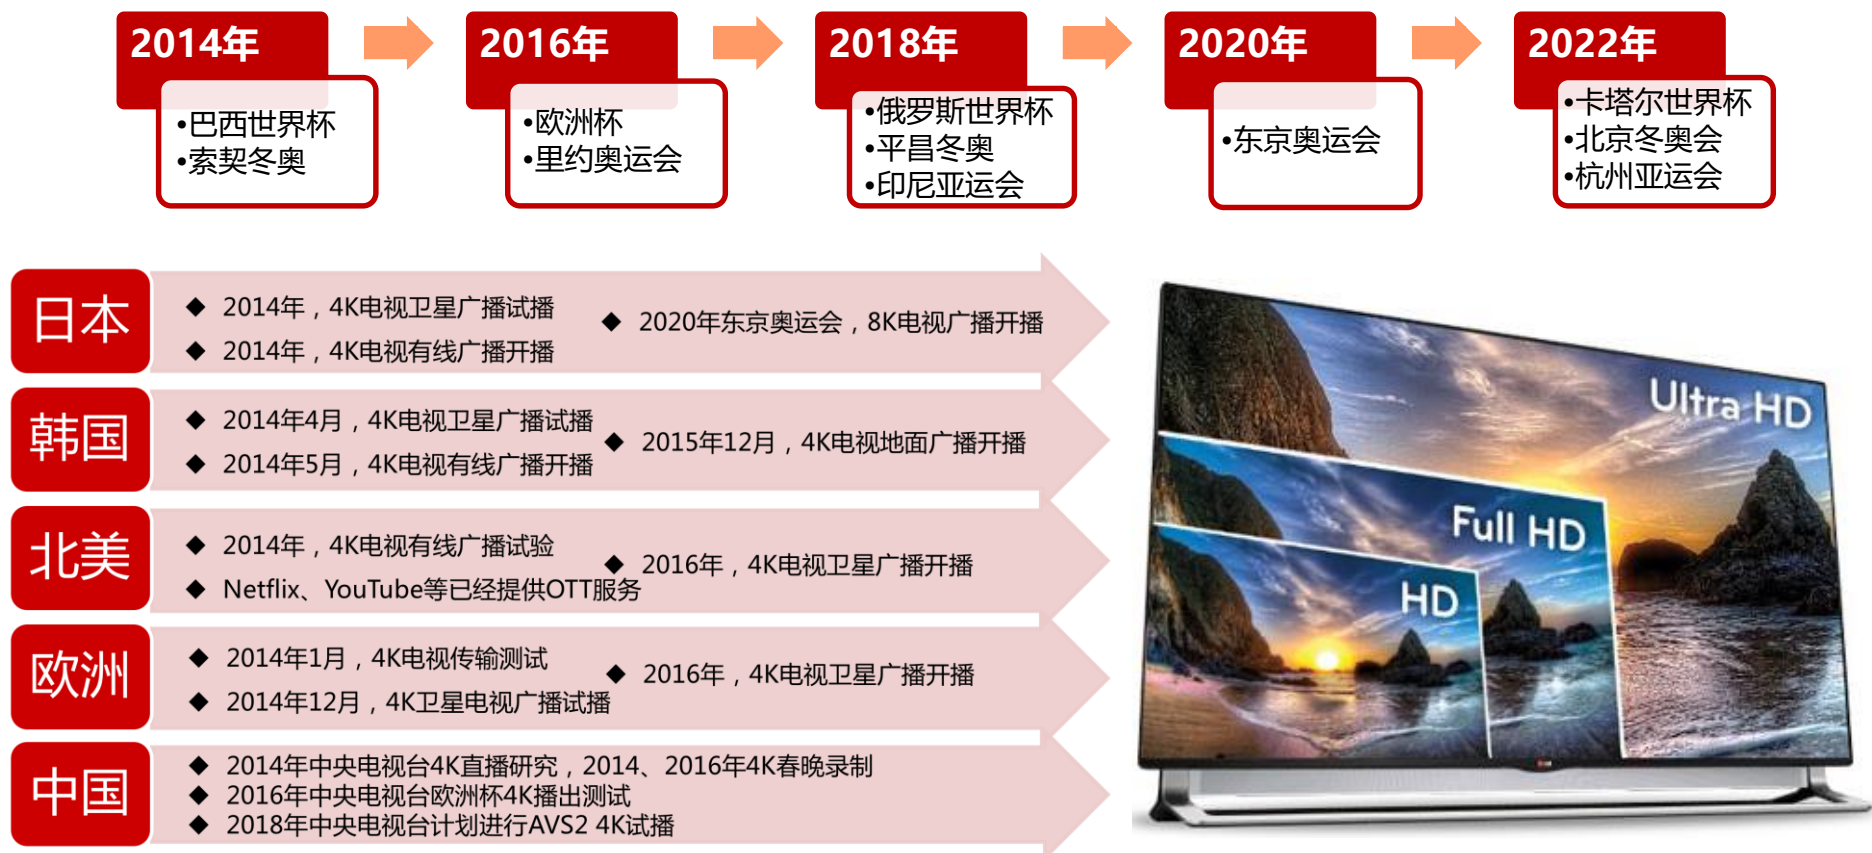 2014年
2016年
2018年
2020年
2022年
•巴西世界杯
•索契冬奥
•欧洲杯
•里约奥运会
•俄罗斯世界杯
•平昌冬奥
•印尼亚运会
•东京奥运会
•卡塔尔世界杯
•北京冬奥会
•杭州亚运会
日本
◆ 2014年，4K电视卫星广播试播
◆ 2014年，4K电视有线广播开播
◆ 2020年东京奥运会，8K电视广播开播
韩国
◆ 2014年4月，4K电视卫星广播试播
◆ 2014年5月，4K电视有线广播开播
◆ 2015年12月，4K电视地面广播开播
北美
◆ 2014年，4K电视有线广播试验
◆ Netflix、YouTube等已经提供OTT服务
◆ 2016年，4K电视卫星广播开播
欧洲
◆ 2014年1月，4K电视传输测试
◆ 2014年12月，4K卫星电视广播试播
◆ 2016年，4K电视卫星广播开播
中国
◆ 2014年中央电视台4K直播研究，2014、2016年4K春晚录制
◆ 2016年中央电视台欧洲杯4K播出测试
◆ 2018年中央电视台计划进行AVS2 4K试播
Ultra HD
Full HD
HD